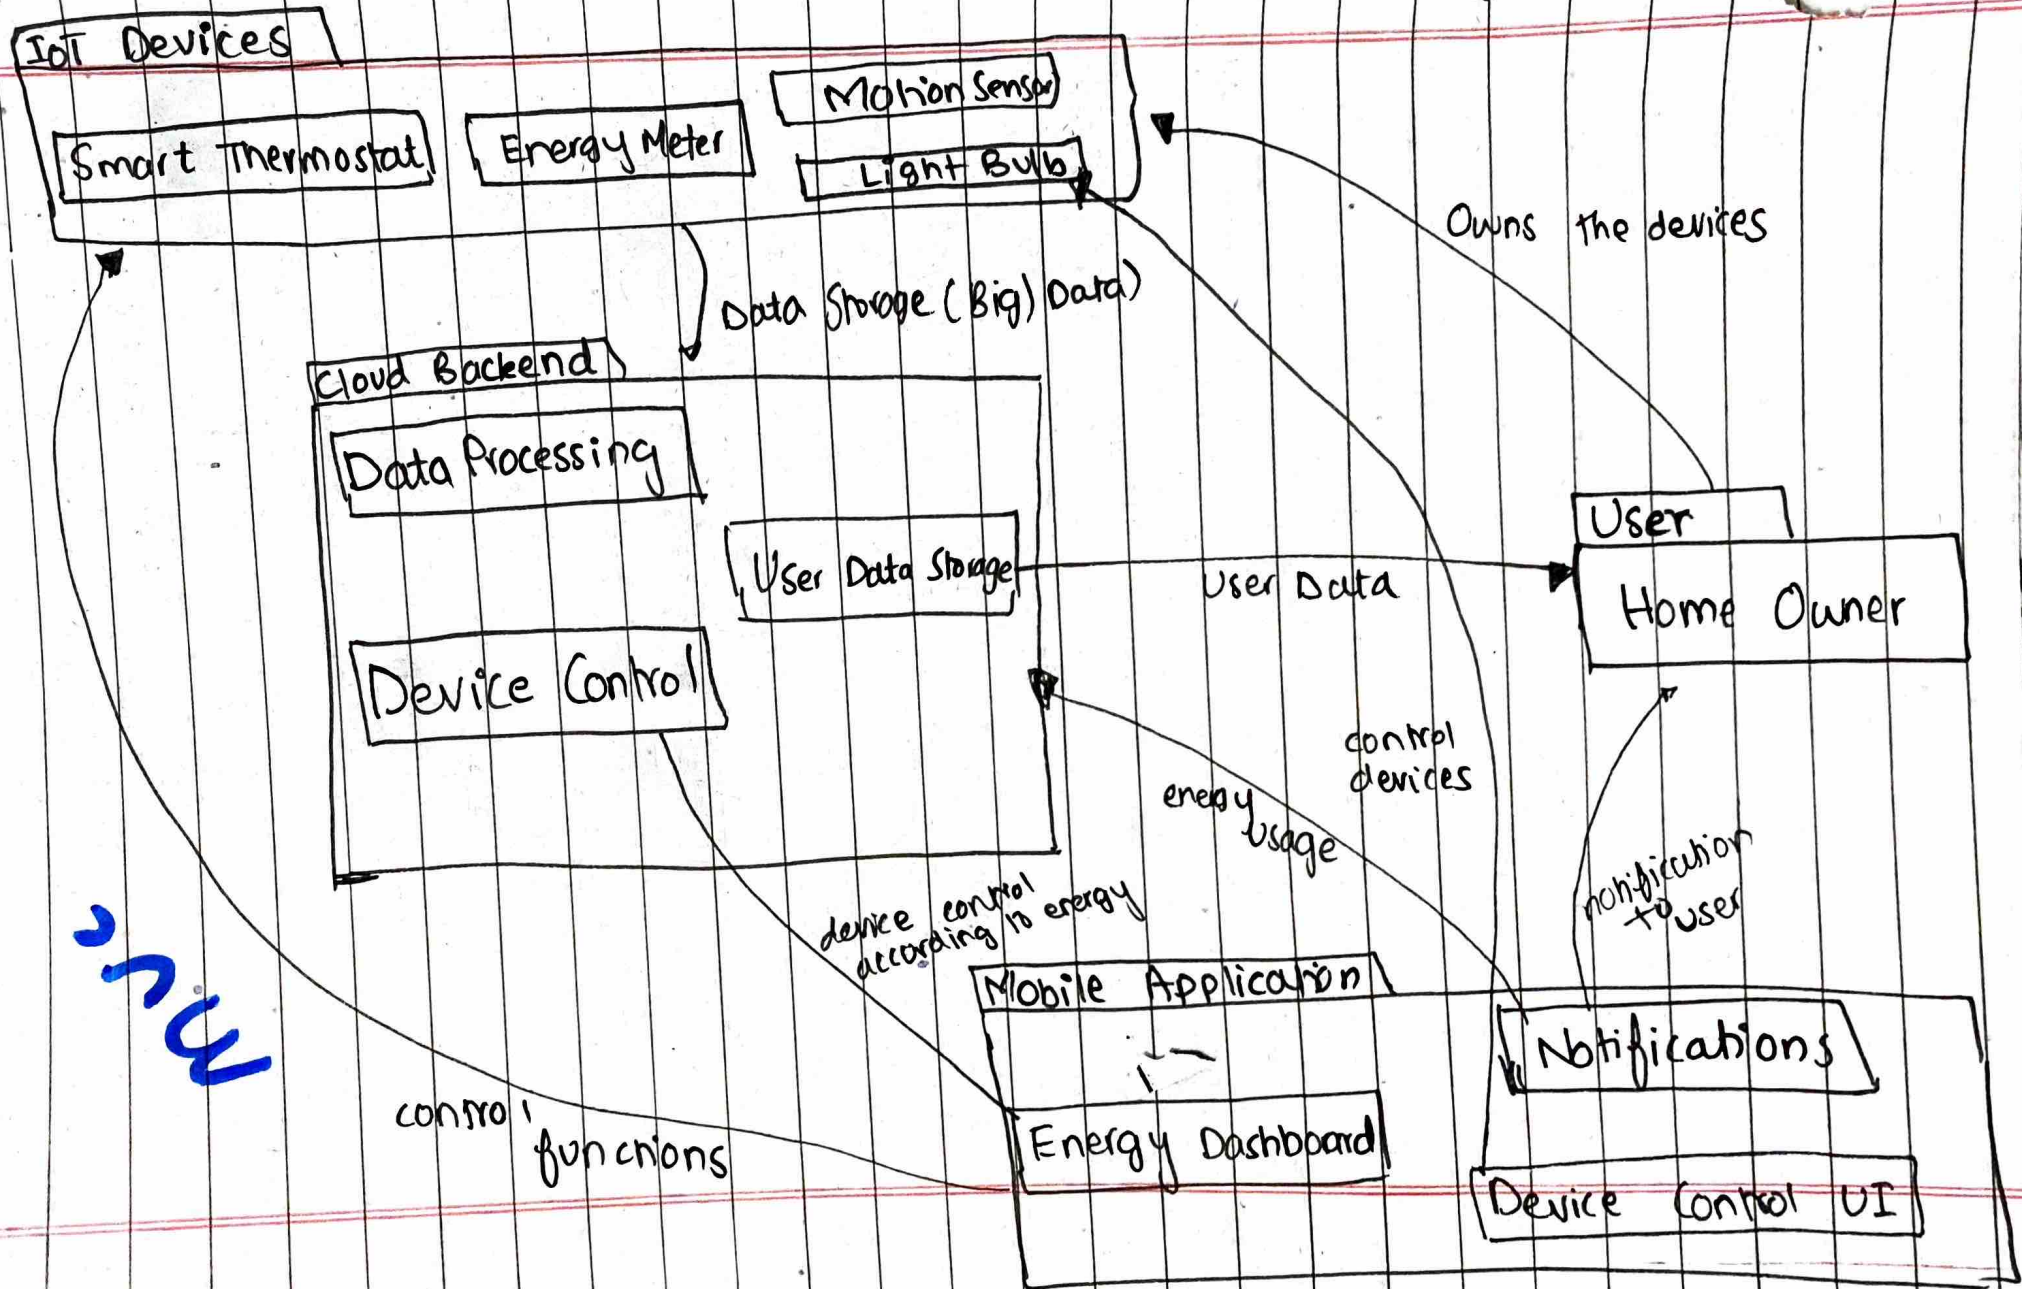 IoT Devices
Motion Sensor
Smart Thermostat
Energy Meter
Light Bulb
Owns the devices
Data Storage (Big) Data)
Cloud Backend
Data Processing
User
User Data Storage
User Data
Home Owner
Device Control
control
devices
energy
usage
notification
to user
device control
according to energy
Mobile Application
Notifications
control
functions
Energy Dashboard
Device Control UI